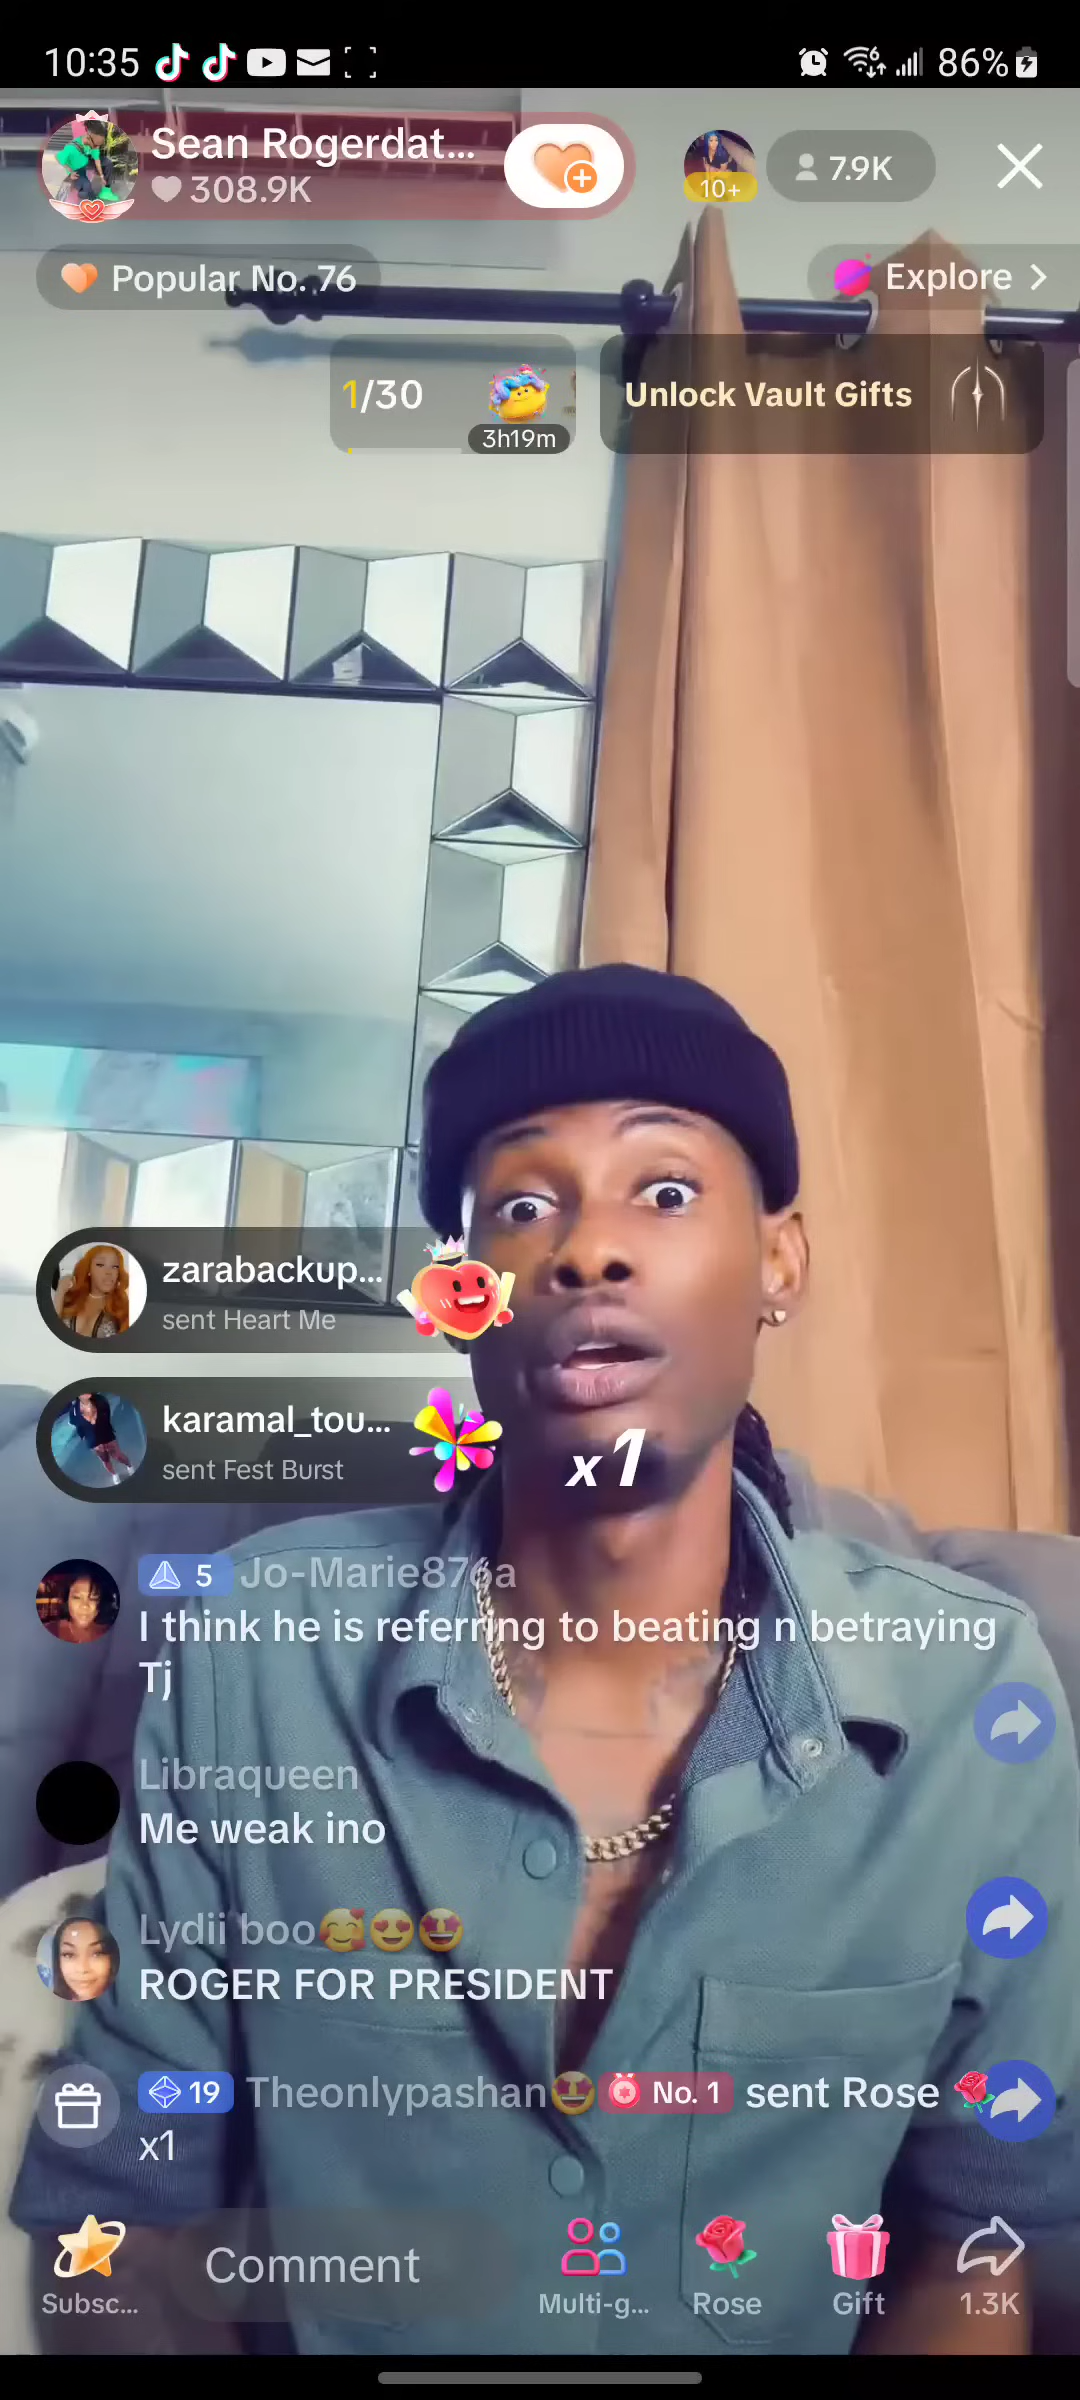 10:35
86%
Sean Rogerdat...
308.9K
10+
7.9K
Popular No. 76
Explore
1/30
3h19m
Unlock Vault Gifts
zarabackup...
sent Heart Me
karamal_tou...
sent Fest Burst
x1
5 Jo-Marie876a
I think he is referring to beating n betraying
Tj
Libraqueen
Me weak ino
Lydii boo🥰😍🤩
ROGER FOR PRESIDENT
19 Theonlypashan🤩 No. 1 sent Rose
x1
Subsc...
Comment
Multi-g...
Rose
Gift
1.3K